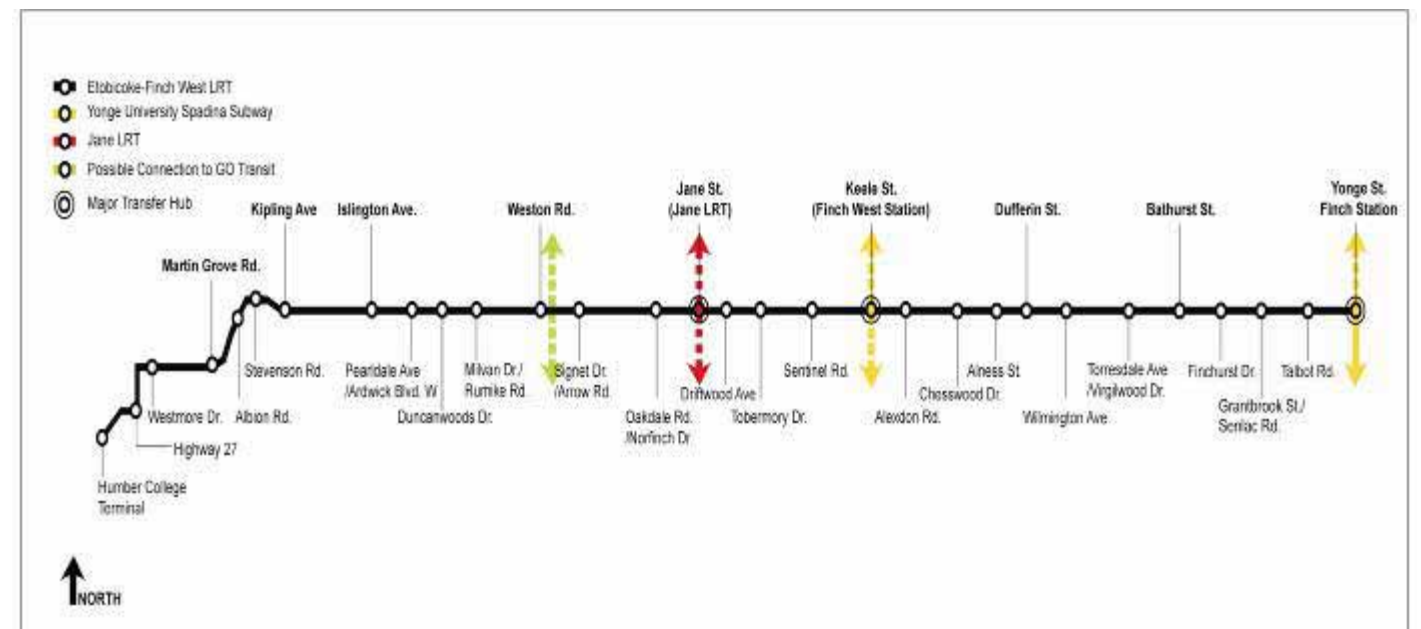 Etobicoke-Finch West LRT
Yonge University Spadina Subway
Jane LRT
Possible Connection to GO Transit
Major Transfer Hub
Kipling Ave
Islington Ave.
Weston Rd.
Jane St.
(Jane LRT)
Keele St.
(Finch West Station)
Dufferin St.
Bathurst St.
Yonge St.
Finch Station
Martin Grove Rd.
Stevenson Rd.
Pearldale Ave
/Ardwick Blvd. W
Milvan Dr./
Rumike Rd.
Signet Dr.
/Arrow Rd.
Sentinel Rd.
Alness St.
Torresdale Ave
/Virgilwood Dr.
Finchurst Dr.
Talbot Rd.
Driftwood Ave
Chesswood Dr.
Westmore Dr.
Albion Rd.
Duncanwoods Dr.
Oakdale Rd.
/Norfinch Dr
Tobermory Dr.
Alexdon Rd.
Wilmington Ave.
Grantbrook St./
Senlac Rd.
Highway 27
Humber College
Terminal
NORTH